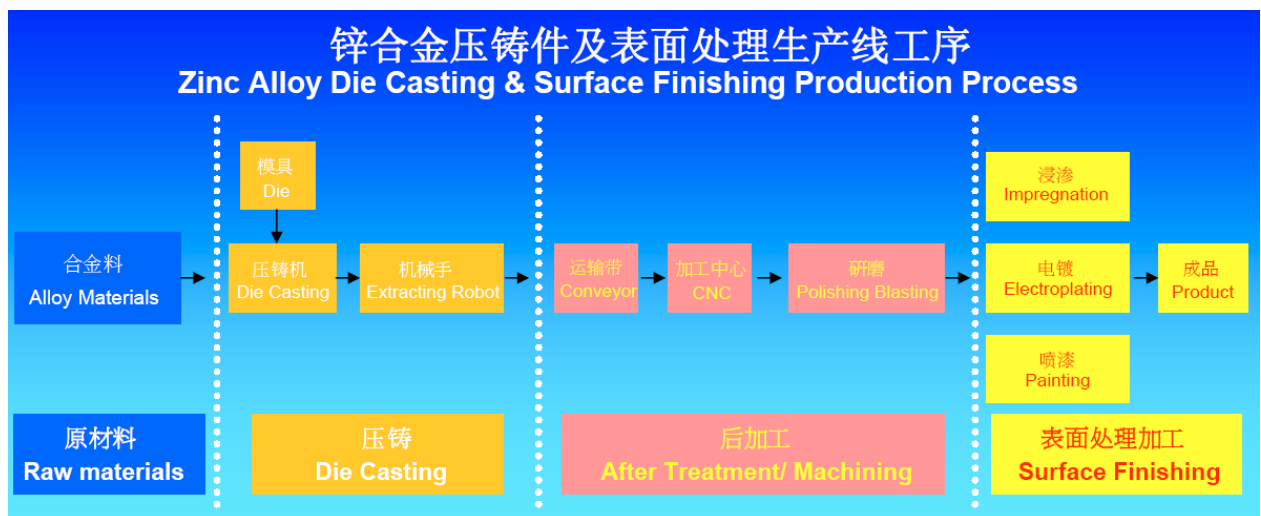 锌合金压铸件及表面处理生产线工序
Zinc Alloy Die Casting & Surface Finishing Production Process
模具
Die
合金料
Alloy Materials
压铸机
Die Casting
机械手
Extracting Robot
运输带
Conveyor
加工中心
CNC
研磨
Polishing Blasting
浸渗
Impregnation
电镀
Electroplating
成品
Product
喷漆
Painting
原材料
Raw materials
压铸
Die Casting
后加工
After Treatment/ Machining
表面处理加工
Surface Finishing